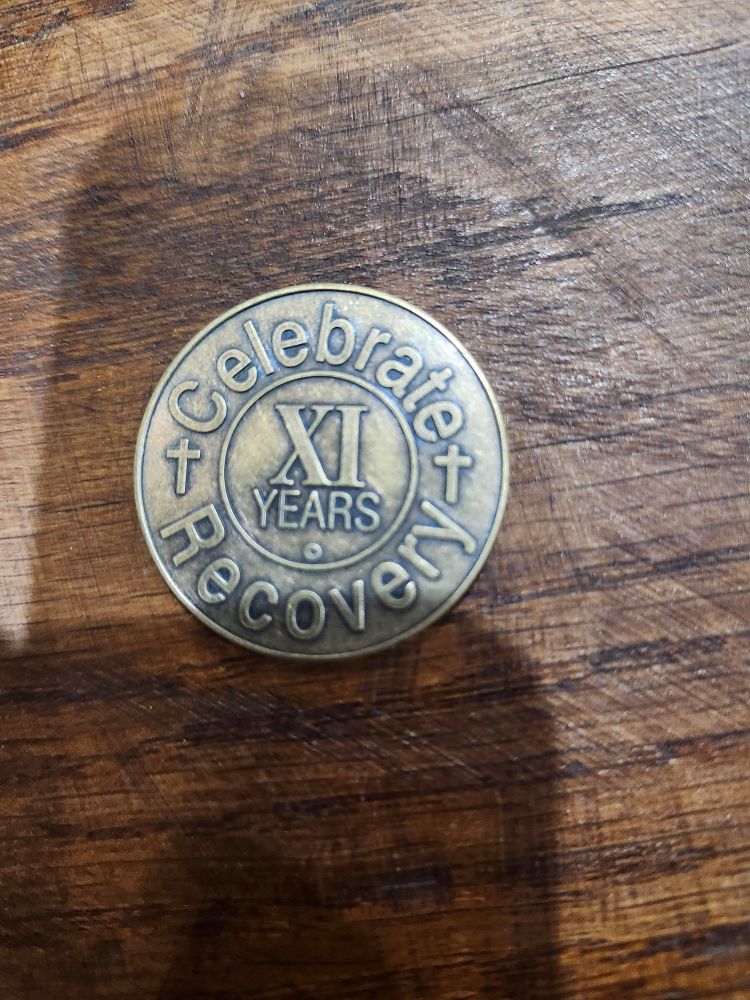 Celebrate
XI
YEARS
Recovery